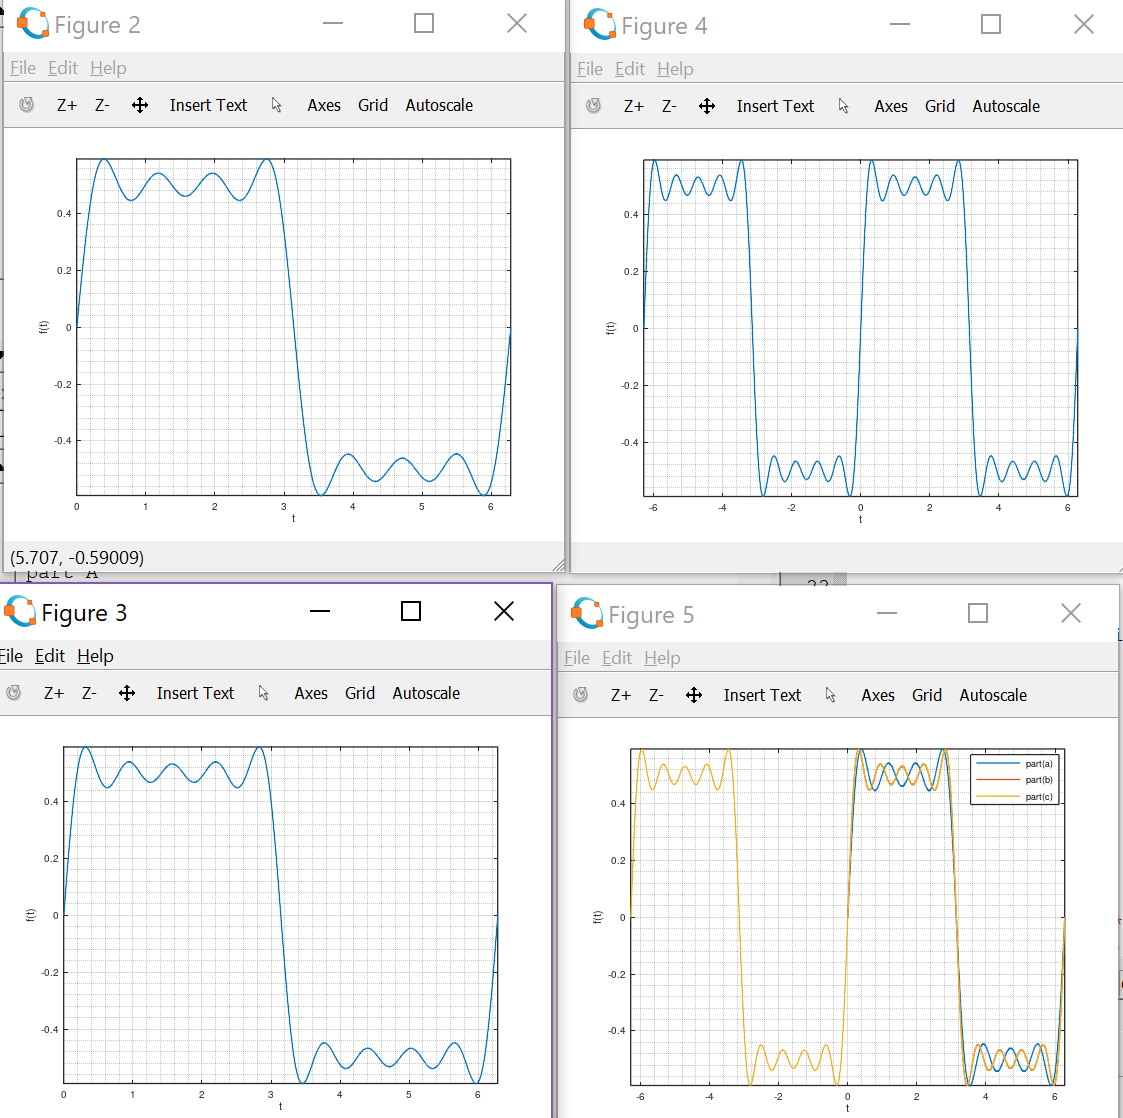 Figure 2
File Edit Help
Z+ Z- Insert Text Axes Grid Autoscale
0.4
0.2
0
-0.2
-0.4
f(t)
0 1 2 3 4 5 6
t
(5.707, -0.59009)
part A
Figure 4
File Edit Help
Z+ Z- Insert Text Axes Grid Autoscale
0.4
0.2
0
-0.2
-0.4
f(t)
-6 -4 -2 0 2 4 6
t
Figure 3
File Edit Help
Z+ Z- Insert Text Axes Grid Autoscale
0.4
0.2
0
-0.2
-0.4
f(t)
0 1 2 3 4 5 6
t
Figure 5
File Edit Help
Z+ Z- Insert Text Axes Grid Autoscale
part(a)
part(b)
part(c)
0.4
0.2
0
-0.2
-0.4
f(t)
-6 -4 -2 0 2 4 6
t